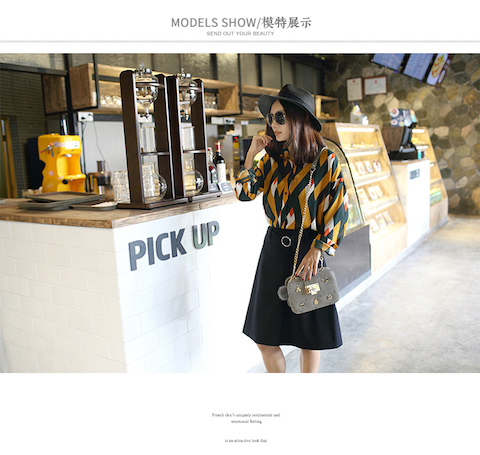 MODELS SHOW/模特展示
SEND OUT YOUR BEAUTY
PICK UP
French chic's uniquely sentimental and
emotional feeling.
is an attractive look that